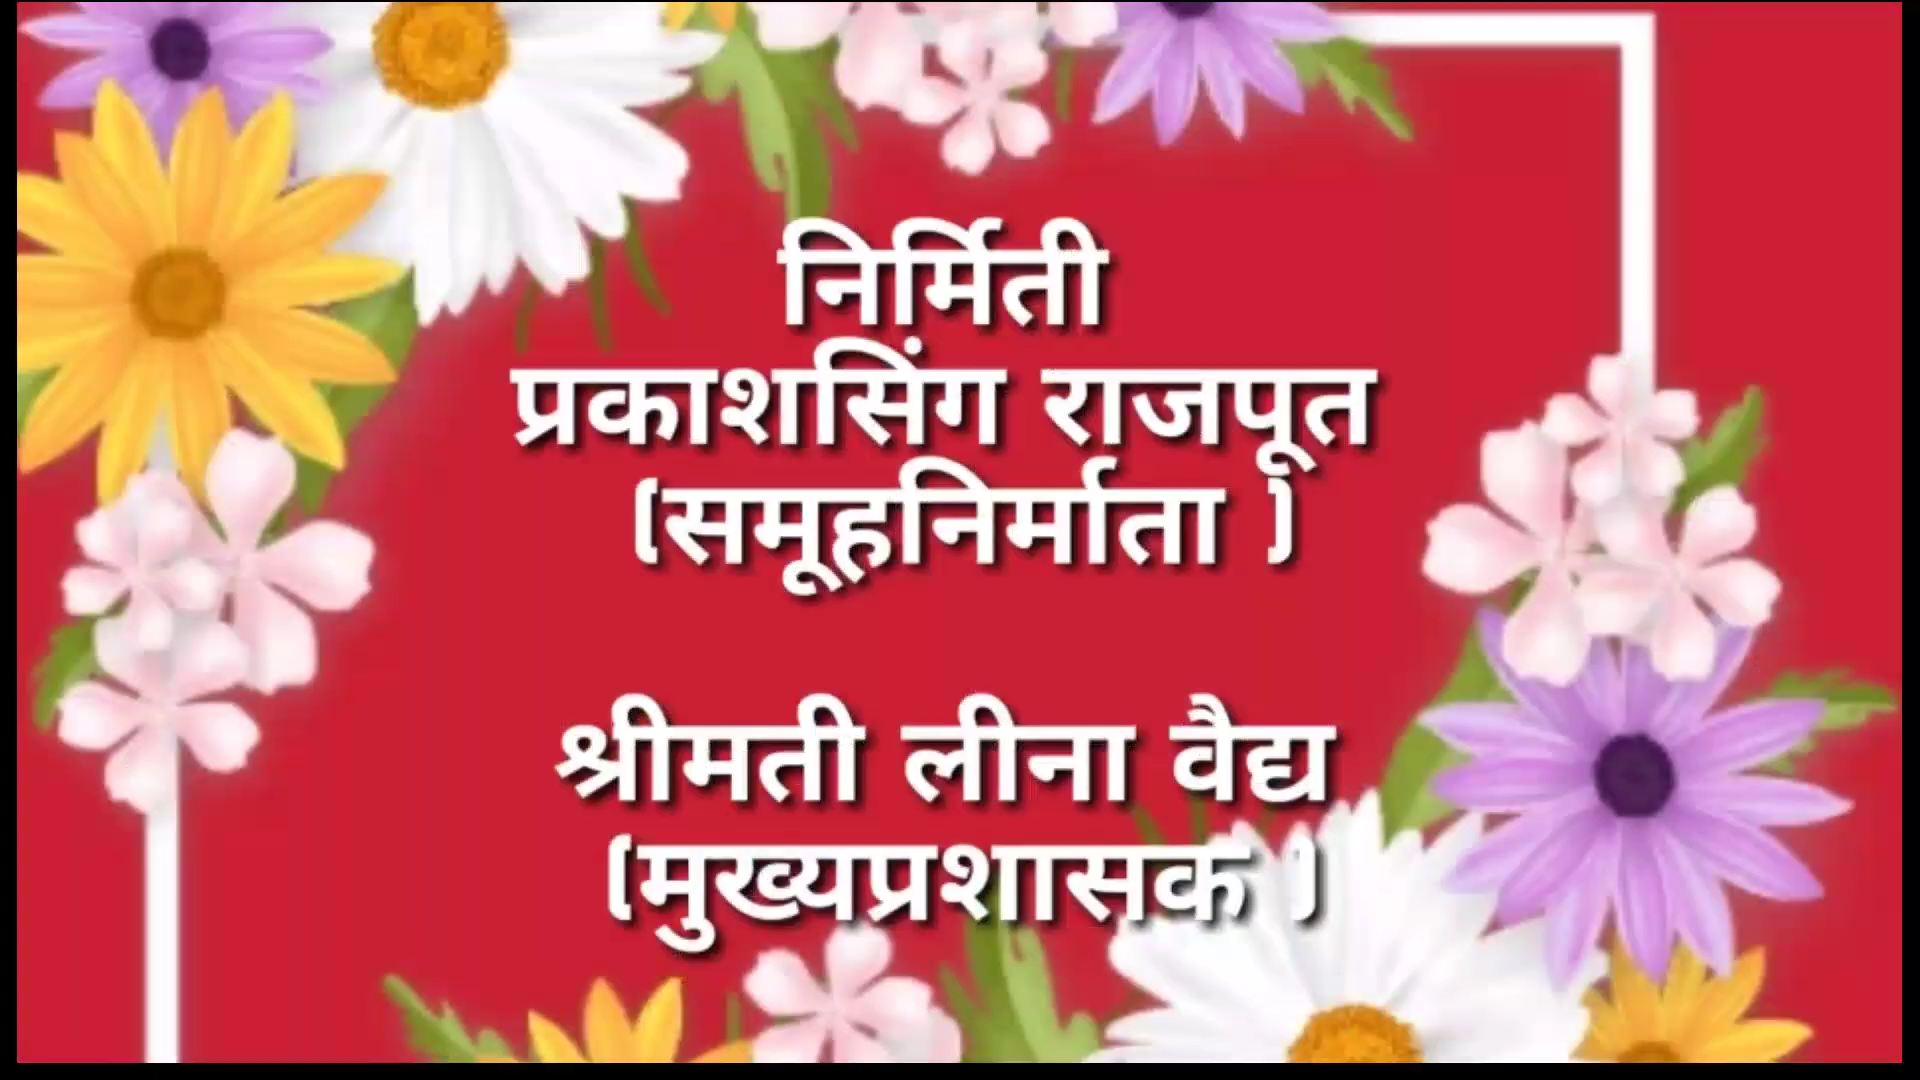 निर्मिती
प्रकाशसिंग राजपूत
(समूहनिर्माता )
श्रीमती लीना वैद्य
(मुख्यप्रशासक )